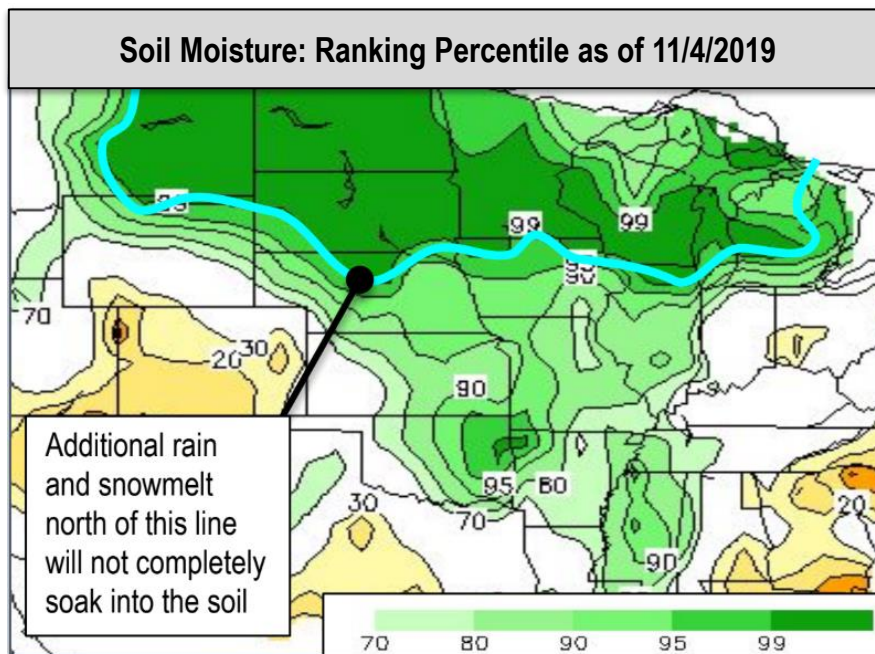 Soil Moisture: Ranking Percentile as of 11/4/2019
99
99
99
70
20
30
90
Additional rain
and snowmelt
north of this line
will not completely
soak into the soil
95
80
70
30
20
90
70 80 90 95 99